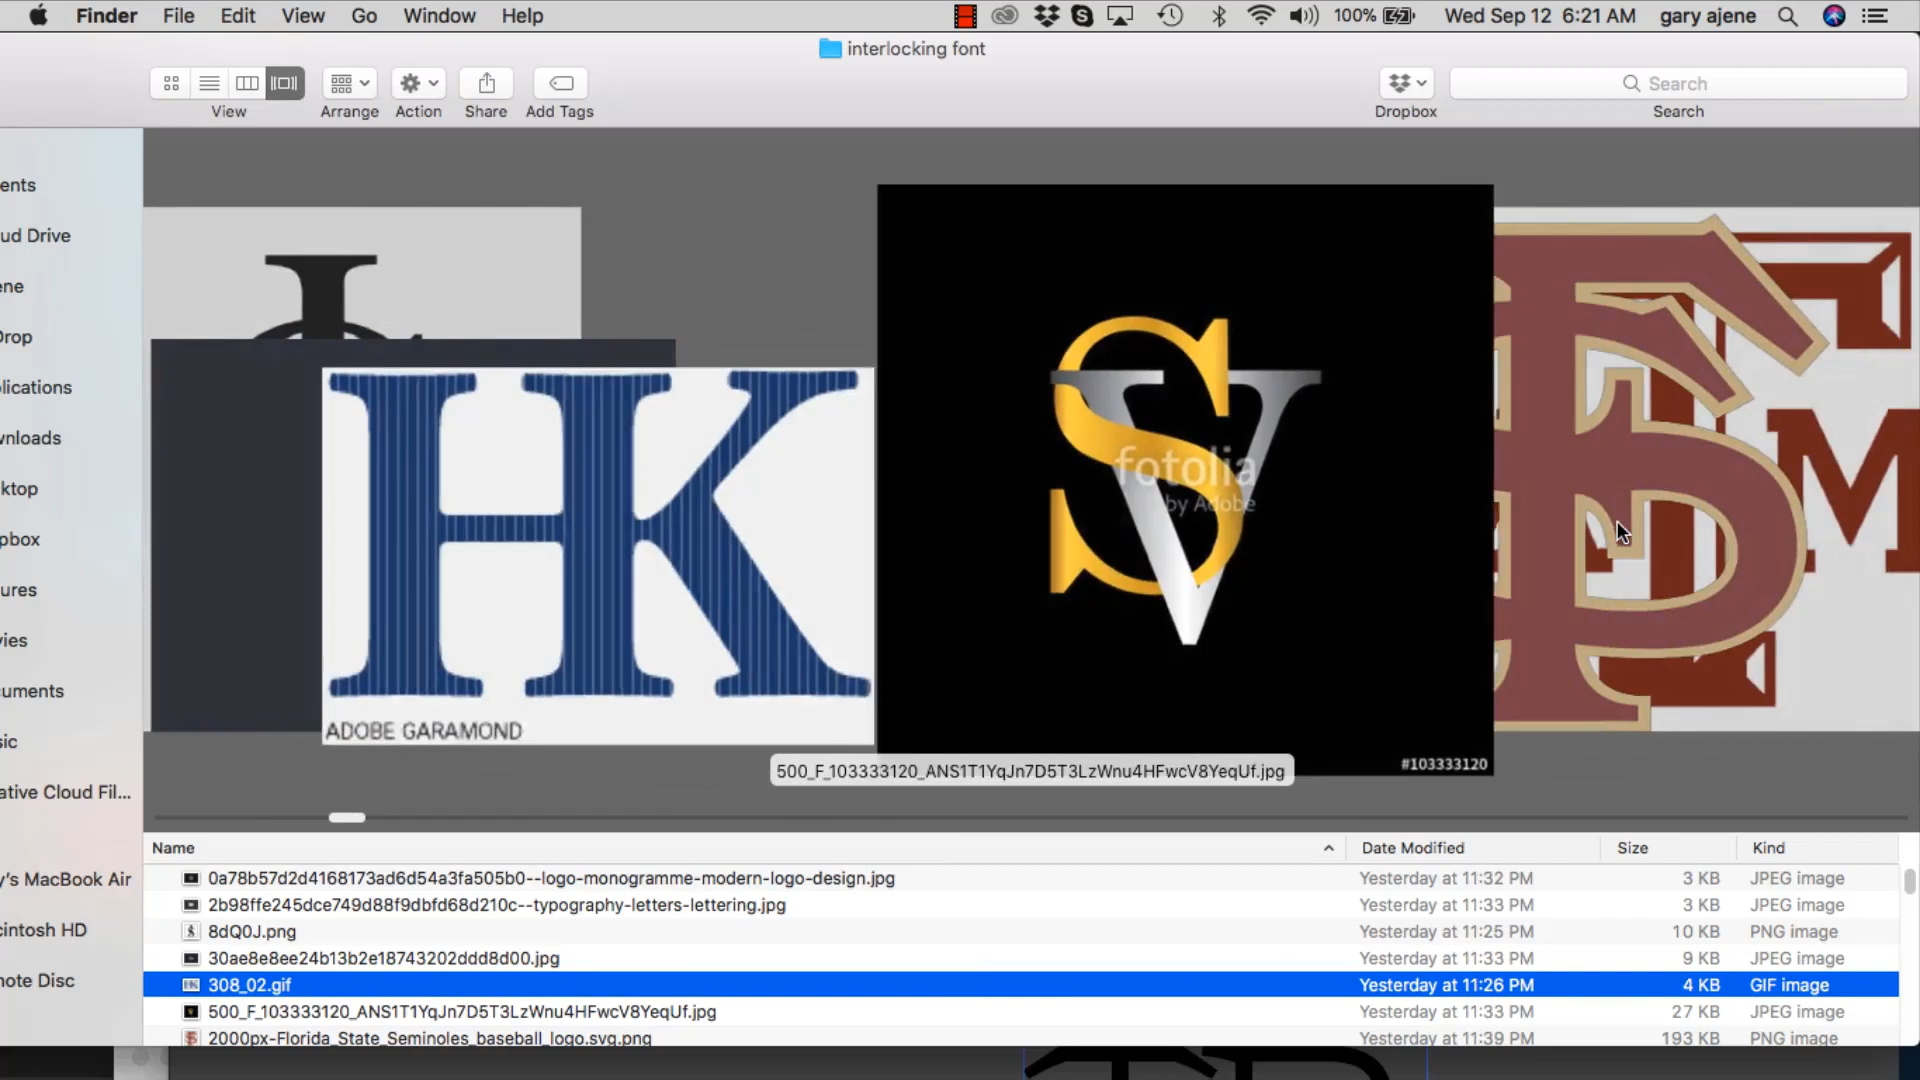 Finder File Edit View Go Window Help 100% Wed Sep 12 6:21 AM gary ajene
interlocking font
Search
View Arrange Action Share Add Tags Dropbox Search
ents
ud Drive
ene
Drop
plications
wnloads
ktop
pbox
ures
vies
cuments
sic
ative Cloud Fil...
y's MacBook Air
cintosh HD
note Disc
HK
ADOBE GARAMOND
SV
fotolia
by Adobe
#103333120
M
500_F_103333120_ANS1T1YqJn7D5T3LzWnu4HFwcV8YeqUf.jpg
Name Date Modified Size Kind
0a78b57d2d4168173ad6d54a3fa505b0--logo-monogramme-modern-logo-design.jpg Yesterday at 11:32 PM 3 KB JPEG image
2b98ffe245dce749d88f9dbfd68d210c--typography-letters-lettering.jpg Yesterday at 11:33 PM 3 KB JPEG image
8dQ0J.png Yesterday at 11:25 PM 10 KB PNG image
30ae8e8ee24b13b2e18743202ddd8d00.jpg Yesterday at 11:33 PM 9 KB JPEG image
308_02.gif Yesterday at 11:26 PM 4 KB GIF image
500_F_103333120_ANS1T1YqJn7D5T3LzWnu4HFwcV8YeqUf.jpg Yesterday at 11:33 PM 27 KB JPEG image
2000px-Florida_State_Seminoles_baseball_logo.svg.png Yesterday at 11:39 PM 193 KB PNG image